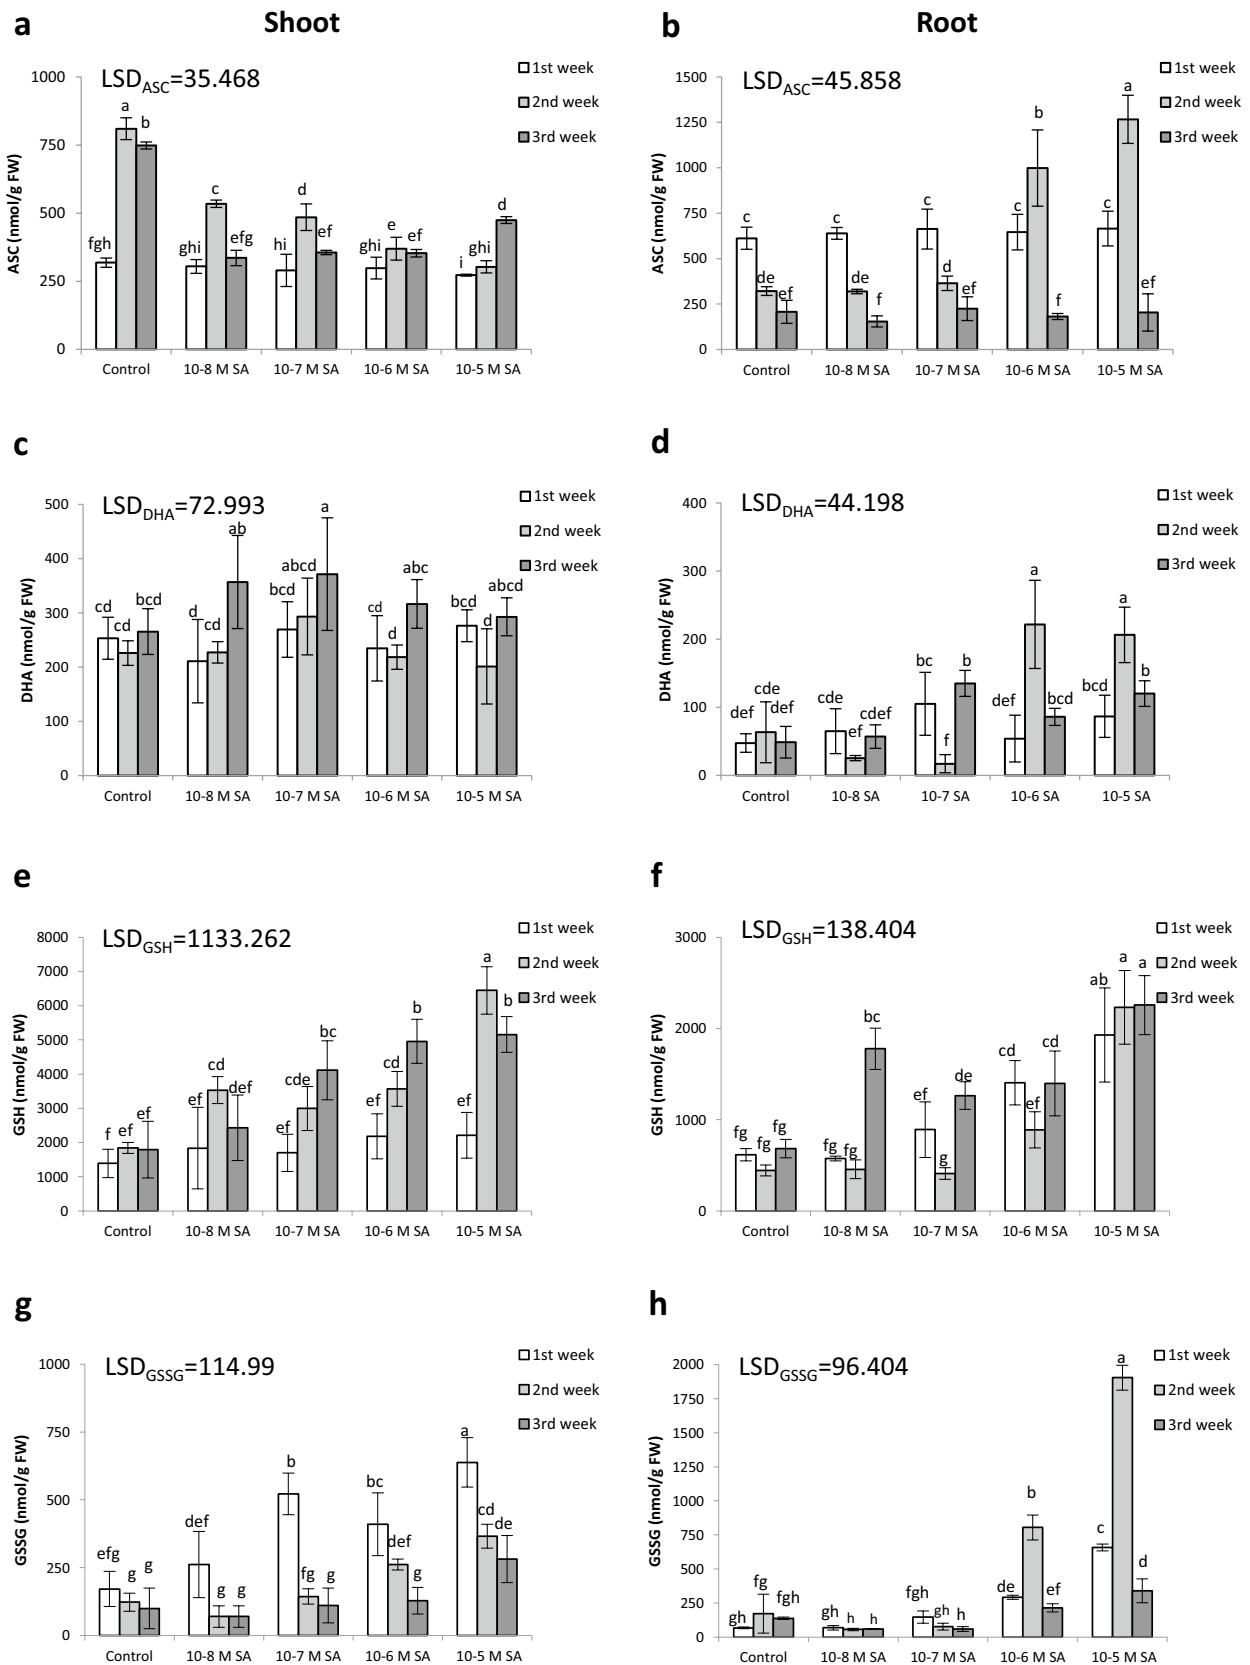 a
Shoot
LSDASC=35.468
1st week
2nd week
3rd week
ASC (nmol/g FW)
1000
750
500
250
0
fgh a b
ghi c efg
hi d ef
ghi e ef
i ghi d
Control 10-8 M SA 10-7 M SA 10-6 M SA 10-5 M SA
b
Root
LSDASC=45.858
1st week
2nd week
3rd week
ASC (nmol/g FW)
1500
1250
1000
750
500
250
0
c de ef
c de f
c d ef
c b f
c a ef
Control 10-8 M SA 10-7 M SA 10-6 M SA 10-5 M SA
c
LSDDHA=72.993
1st week
2nd week
3rd week
DHA (nmol/g FW)
500
400
300
200
100
0
cd cd bcd
d cd ab
bcd abcd a
cd d abc
bcd d abcd
Control 10-8 M SA 10-7 M SA 10-6 M SA 10-5 M SA
d
LSDDHA=44.198
1st week
2nd week
3rd week
DHA (nmol/g FW)
400
300
200
100
0
def cde def
cde ef cdef
bc f b
def a bcd
bcd a b
Control 10-8 SA 10-7 SA 10-6 SA 10-5 SA
e
LSDGSH=1133.262
1st week
2nd week
3rd week
GSH (nmol/g FW)
8000
7000
6000
5000
4000
3000
2000
1000
0
f ef ef
ef cd def
ef cde bc
ef cd b
ef a b
Control 10-8 M SA 10-7 M SA 10-6 M SA 10-5 M SA
f
LSDGSH=138.404
1st week
2nd week
3rd week
GSH (nmol/g FW)
3000
2000
1000
0
fg fg fg
fg fg bc
ef g de
cd ef cd
ab a a
Control 10-8 M SA 10-7 M SA 10-6 M SA 10-5 M SA
g
LSDGSSG=114.99
1st week
2nd week
3rd week
GSSG (nmol/g FW)
1000
750
500
250
0
efg g g
def g g
b fg g
bc def g
a cd de
Control 10-8 M SA 10-7 M SA 10-6 M SA 10-5 M SA
h
LSDGSSG=96.404
1st week
2nd week
3rd week
GSSG (nmol/g FW)
2000
1750
1500
1250
1000
750
500
250
0
gh fg fgh
gh h h
fgh gh h
de b ef
c a d
Control 10-8 M SA 10-7 M SA 10-6 M SA 10-5 M SA